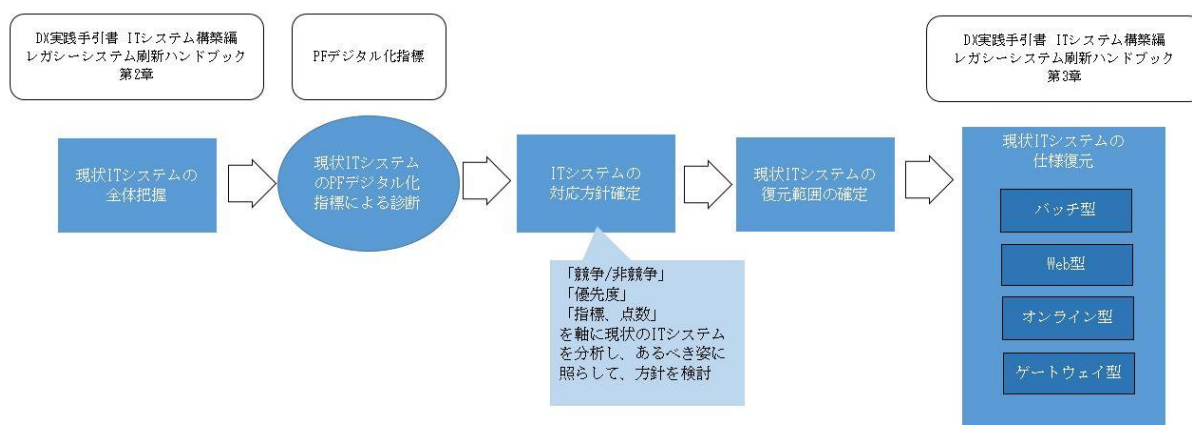 DX実践手引書 ITシステム構築編
レガシーシステム刷新ハンドブック
第2章
PFデジタル化指標
DX実践手引書 ITシステム構築編
レガシーシステム刷新ハンドブック
第3章
現状ITシステムの
全体把握
現状ITシステム
のPFデジタル化
指標による診断
ITシステムの
対応方針確定
現状ITシステムの
復元範囲の確定
現状ITシステムの
仕様復元
バッチ型
Web型
オンライン型
ゲートウェイ型
「競争/非競争」
「優先度」
「指標、点数」
を軸に現状のITシステム
を分析し、あるべき姿に
照らして、方針を検討